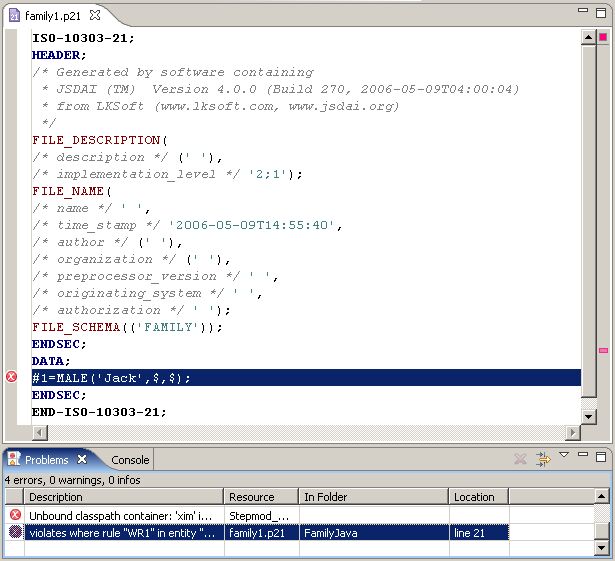 family1.p21
ISO-10303-21;
HEADER;
/* Generated by software containing
* JSDAI (TM) Version 4.0.0 (Build 270, 2006-05-09T04:00:04)
* from LKSoft (www.lksoft.com, www.jsdai.org)
*/
FILE_DESCRIPTION(
/* description */ (' '),
/* implementation_level */ '2;1');
FILE_NAME(
/* name */ ' ',
/* time_stamp */ '2006-05-09T14:55:40',
/* author */ (' '),
/* organization */ (' '),
/* preprocessor_version */ ' ',
/* originating_system */ ' ',
/* authorization */ ' ');
FILE_SCHEMA(('FAMILY'));
ENDSEC;
DATA;
#1=MALE('Jack',$,$);
ENDSEC;
END-ISO-10303-21;
Problems Console
4 errors, 0 warnings, 0 infos
Description Resource In Folder Location
Unbound classpath container: 'xim' i... Stepmod_...
violates where rule "WR1" in entity "... family1.p21 FamilyJava line 21